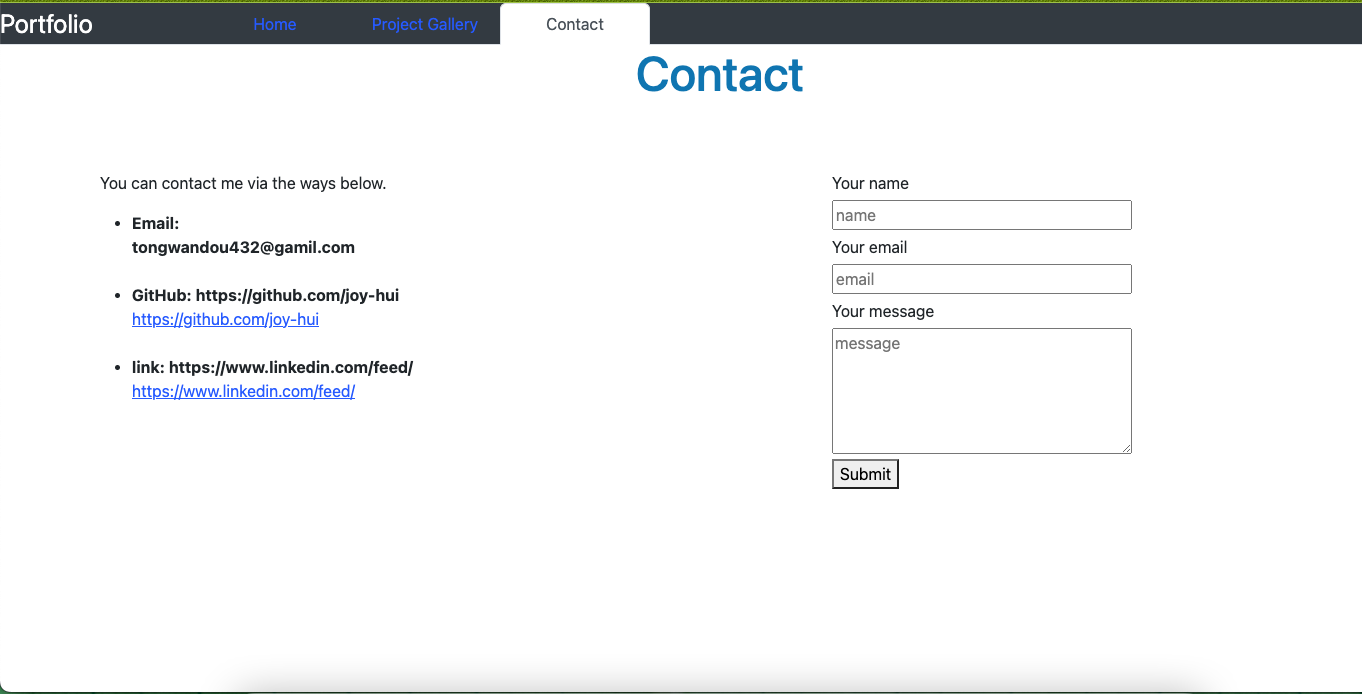 Portfolio Home Project Gallery Contact
Contact
You can contact me via the ways below.
Email:
tongwandou432@gamil.com
GitHub: https://github.com/joy-hui
https://github.com/joy-hui
link: https://www.linkedin.com/feed/
https://www.linkedin.com/feed/
Your name
name
Your email
email
Your message
message
Submit